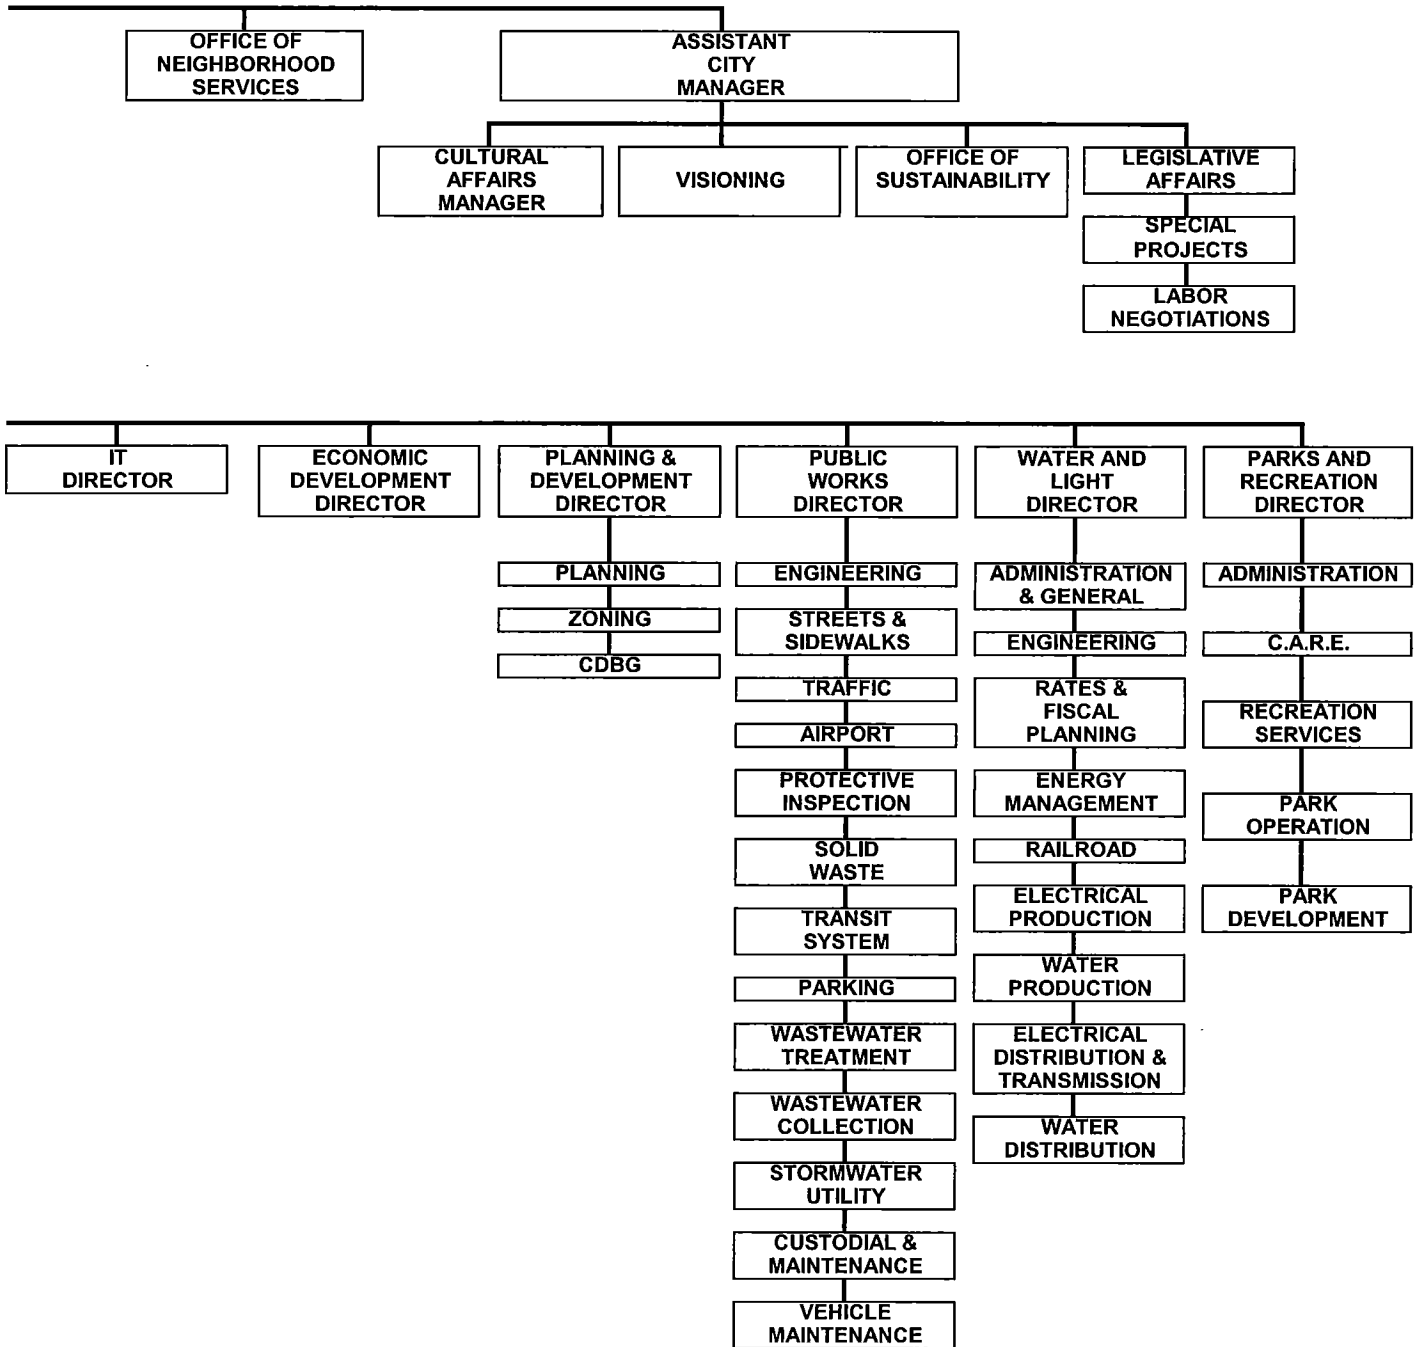 OFFICE OF
NEIGHBORHOOD
SERVICES
ASSISTANT
CITY
MANAGER
CULTURAL
AFFAIRS
MANAGER
VISIONING
OFFICE OF
SUSTAINABILITY
LEGISLATIVE
AFFAIRS
SPECIAL
PROJECTS
LABOR
NEGOTIATIONS
IT
DIRECTOR
ECONOMIC
DEVELOPMENT
DIRECTOR
PLANNING &
DEVELOPMENT
DIRECTOR
PLANNING
ZONING
CDBG
PUBLIC
WORKS
DIRECTOR
ENGINEERING
STREETS &
SIDEWALKS
TRAFFIC
AIRPORT
PROTECTIVE
INSPECTION
SOLID
WASTE
TRANSIT
SYSTEM
PARKING
WASTEWATER
TREATMENT
WASTEWATER
COLLECTION
STORMWATER
UTILITY
CUSTODIAL &
MAINTENANCE
VEHICLE
MAINTENANCE
WATER AND
LIGHT
DIRECTOR
ADMINISTRATION
& GENERAL
ENGINEERING
RATES &
FISCAL
PLANNING
ENERGY
MANAGEMENT
RAILROAD
ELECTRICAL
PRODUCTION
WATER
PRODUCTION
ELECTRICAL
DISTRIBUTION &
TRANSMISSION
WATER
DISTRIBUTION
PARKS AND
RECREATION
DIRECTOR
ADMINISTRATION
C.A.R.E.
RECREATION
SERVICES
PARK
OPERATION
PARK
DEVELOPMENT